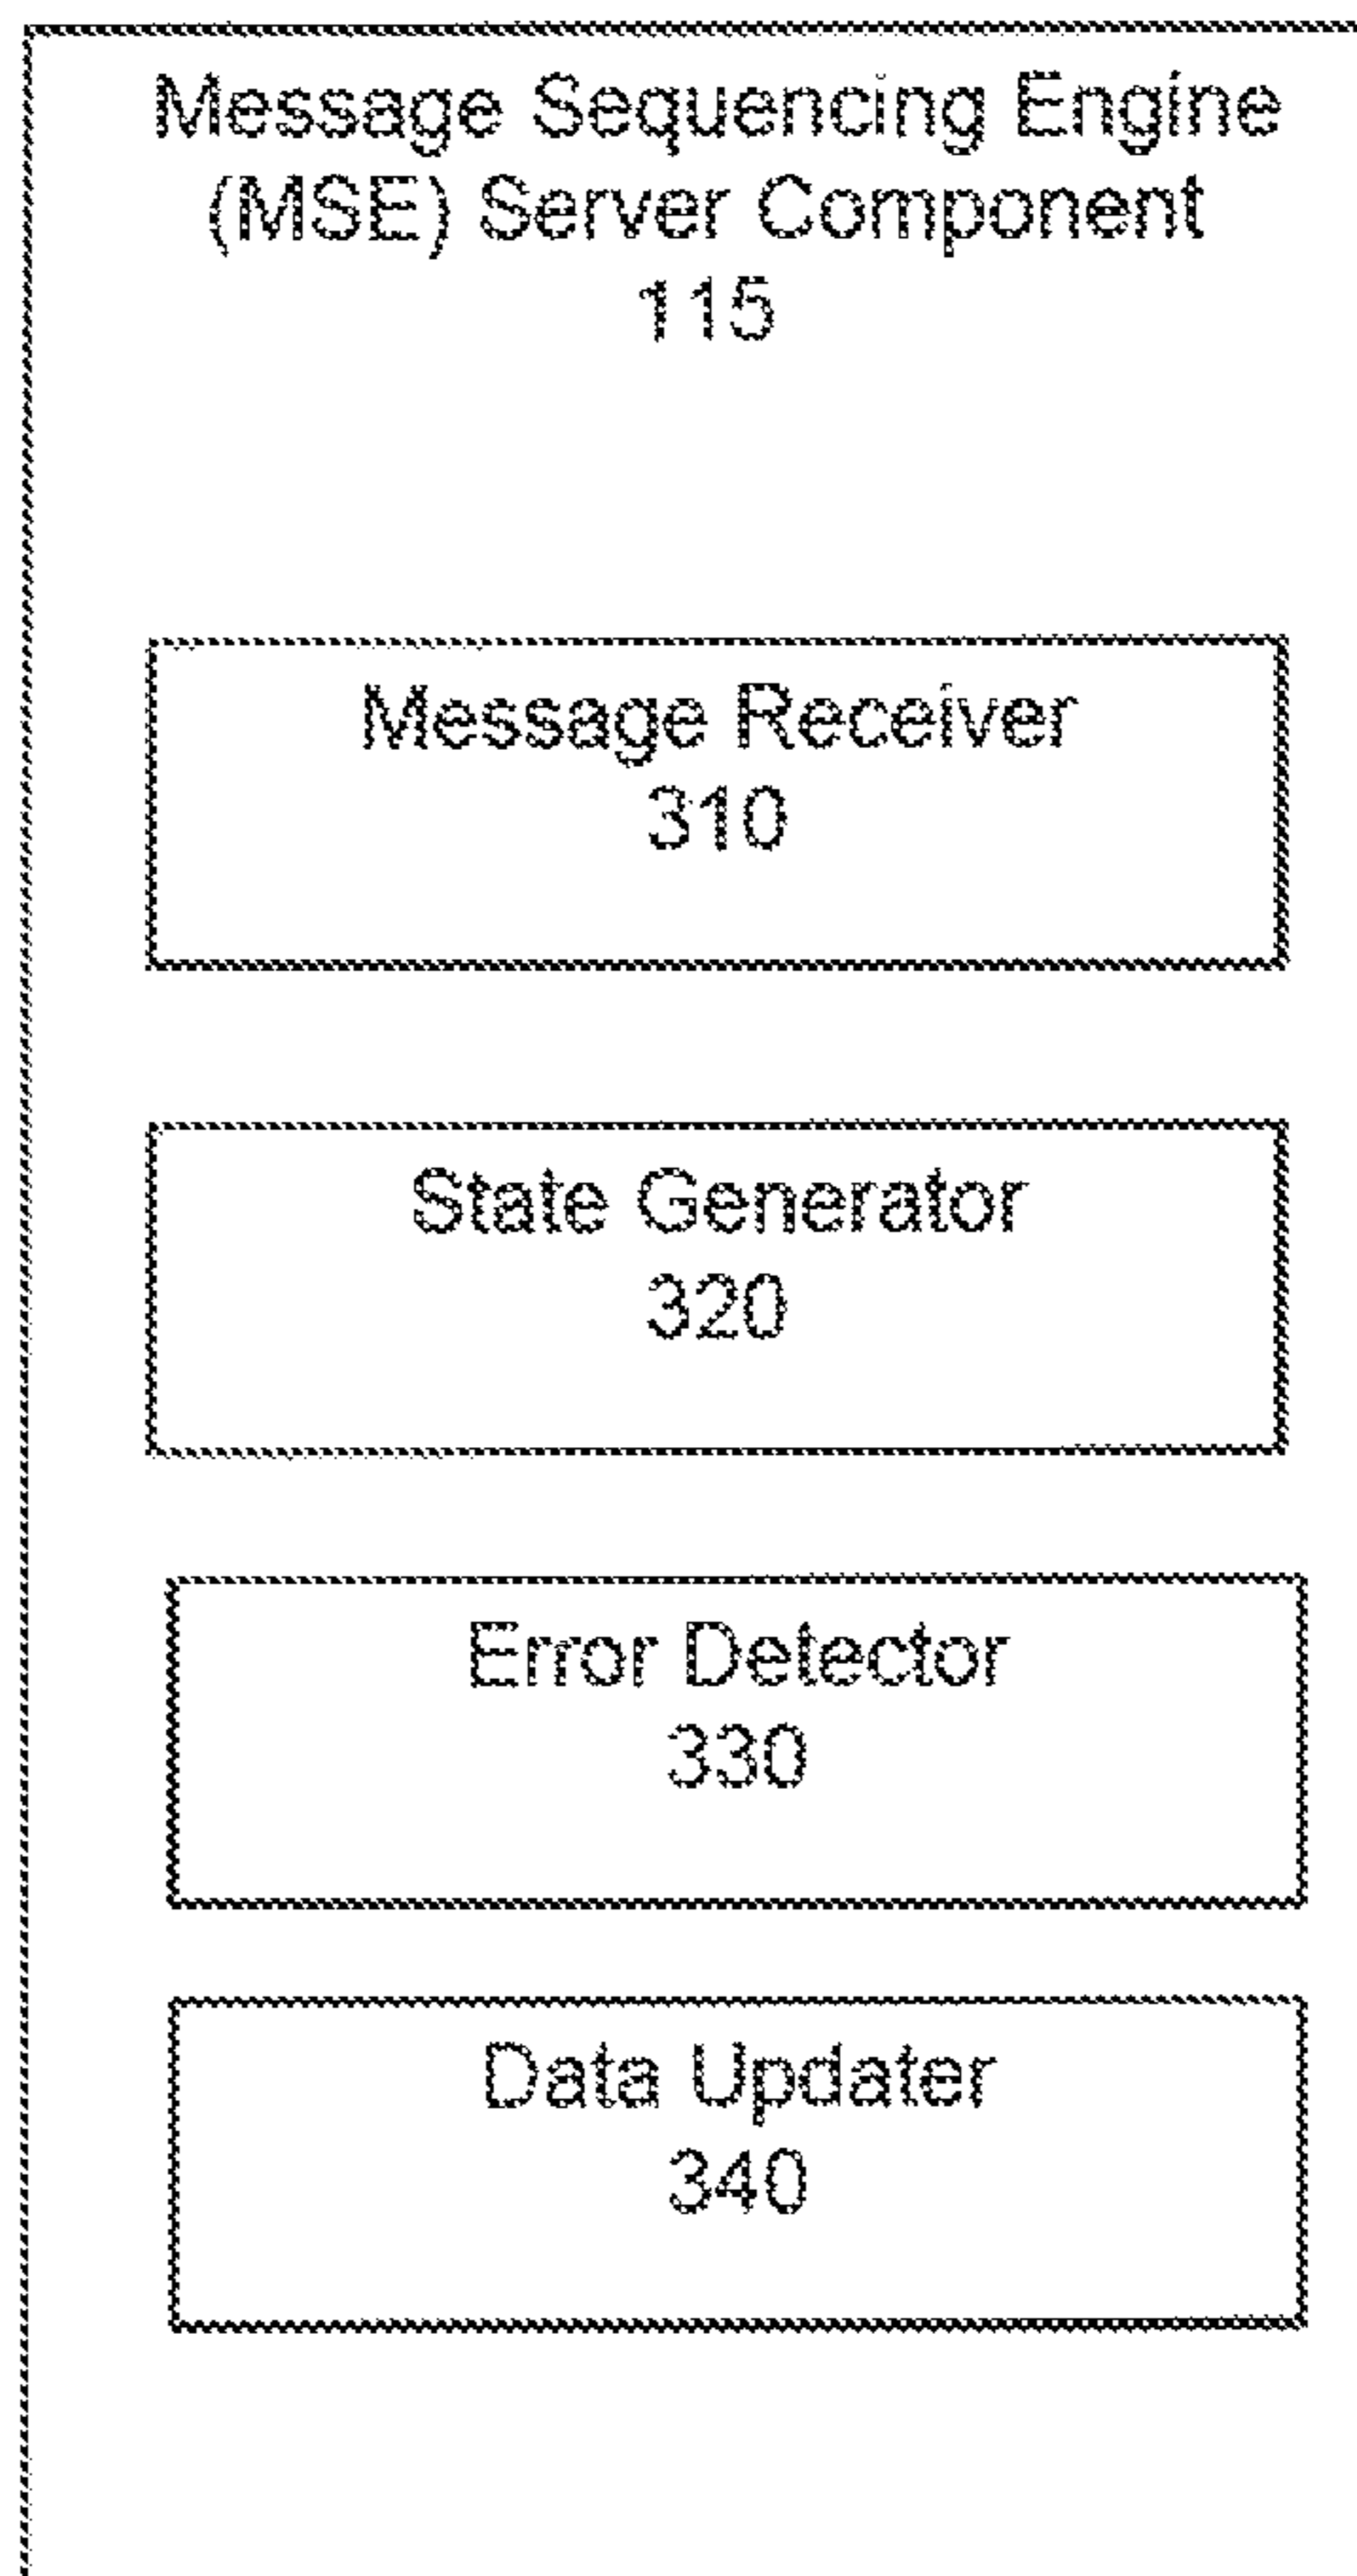 Message Sequencing Engine
(MSE) Server Component
115
Message Receiver
310
State Generator
320
Error Detector
330
Data Updater
340